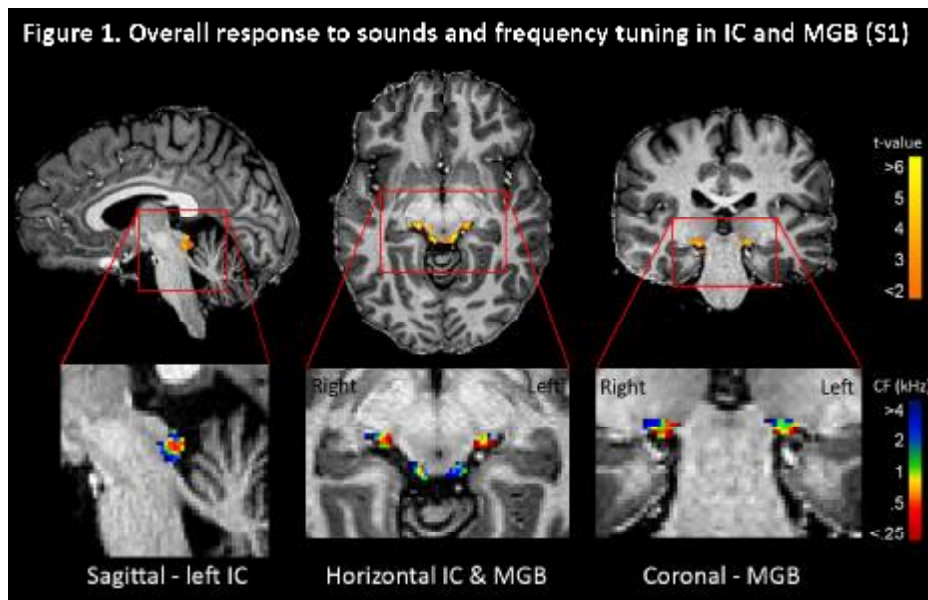 Figure 1. Overall response to sounds and frequency tuning in IC and MGB (S1)
t-value
>6
5
4
3
<2
Right
Left
Right
Left
CF (kHz)
>4
2
1
.5
<.25
Sagittal - left IC
Horizontal IC & MGB
Coronal - MGB